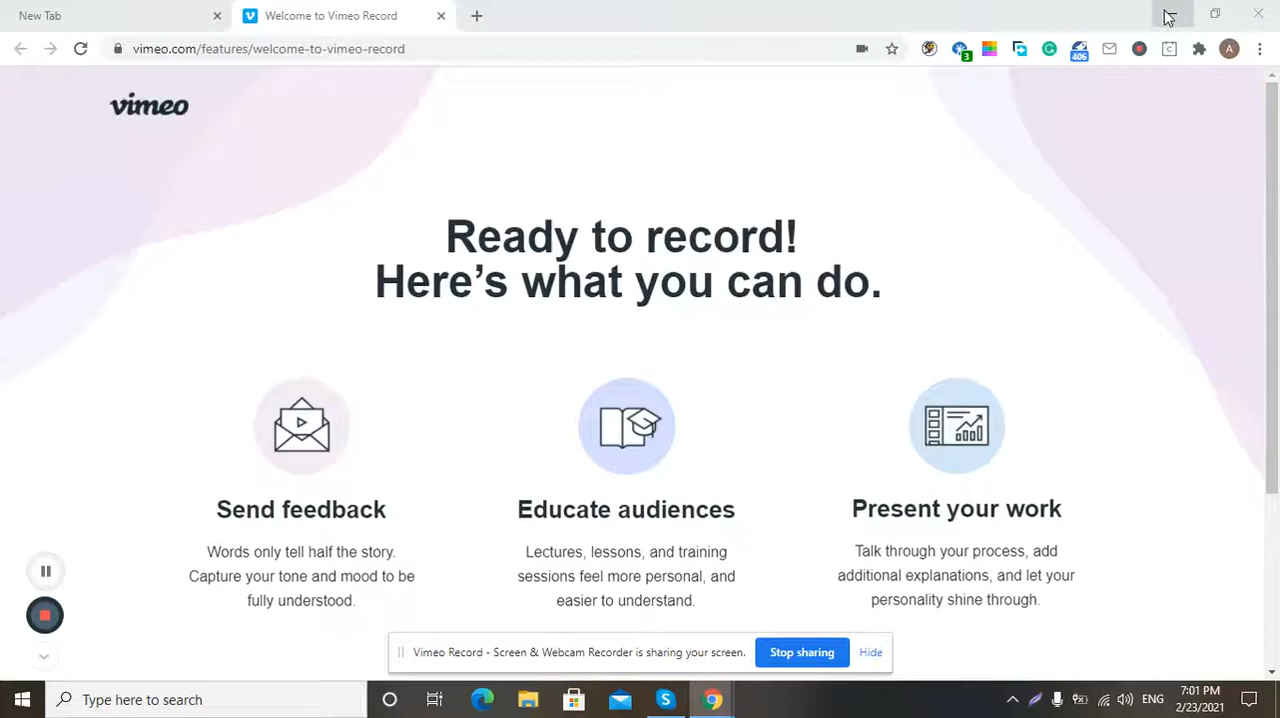 New Tab
Welcome to Vimeo Record
vimeo.com/features/welcome-to-vimeo-record
3
406
C
A
vimeo
Ready to record!
Here's what you can do.
Send feedback
Words only tell half the story.
Capture your tone and mood to be
fully understood.
Educate audiences
Lectures, lessons, and training
sessions feel more personal, and
easier to understand.
Present your work
Talk through your process, add
additional explanations, and let your
personality shine through.
Vimeo Record - Screen & Webcam Recorder is sharing your screen.
Stop sharing
Hide
Type here to search
ENG
7:01 PM
2/23/2021